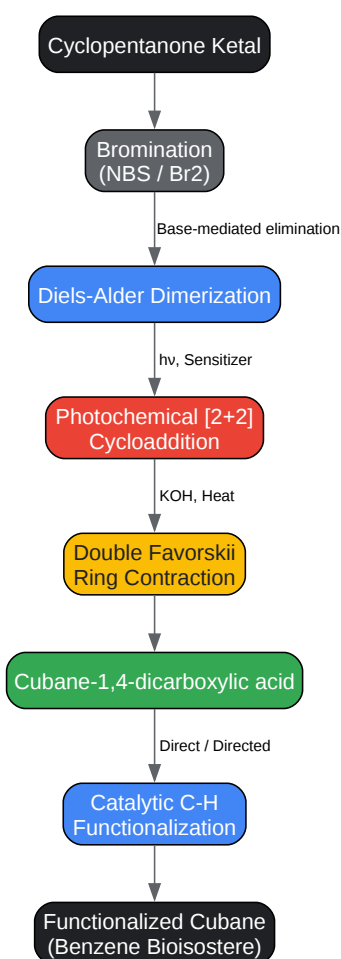 Cyclopentanone Ketal
Bromination
(NBS / Br2)
Base-mediated elimination
Diels-Alder Dimerization
hν, Sensitizer
Photochemical [2+2]
Cycloaddition
KOH, Heat
Double Favorskii
Ring Contraction
Cubane-1,4-dicarboxylic acid
Direct / Directed
Catalytic C-H
Functionalization
Functionalized Cubane
(Benzene Bioisostere)